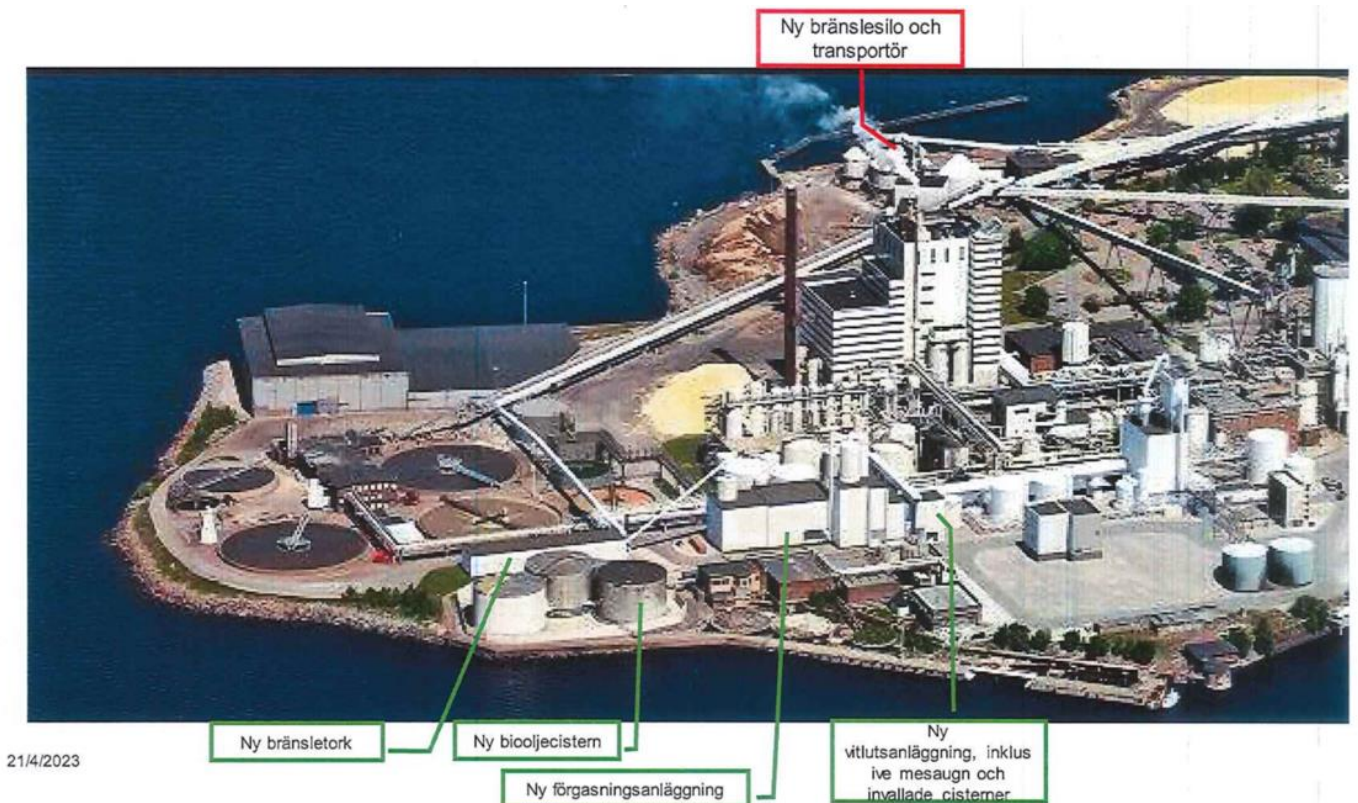 Ny bränslesilo och
transportör
Ny bränsletork
Ny biooljecistern
Ny förgasningsanläggning
Ny
vitlutsanläggning, inklus
ive mesaugn och
invallade cisterner
21/4/2023